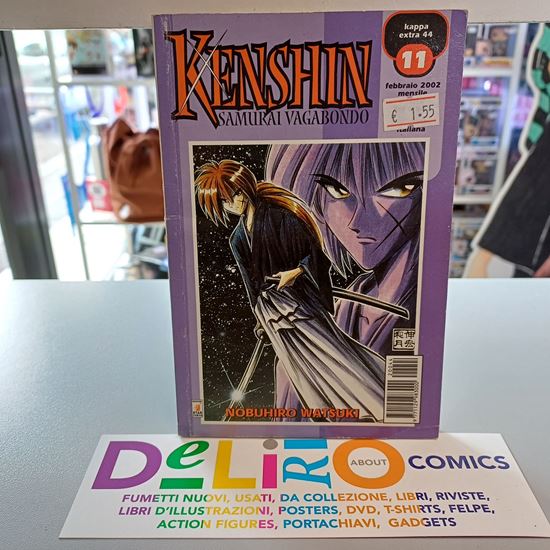 kappa
extra 44
11
febbraio 2002
mensile
€ 1.55
italiana
KENSHIN
SAMURAI VAGABONDO
NOBUHIRO WATSUKI
DeLiRiO
ABOUT
COMICS
FUMETTI NUOVI, USATI, DA COLLEZIONE, LIBRI, RIVISTE,
LIBRI D'ILLUSTRAZIONI, POSTERS, DVD, T-SHIRTS, FELPE,
ACTION FIGURES, PORTACHIAVI, GADGETS